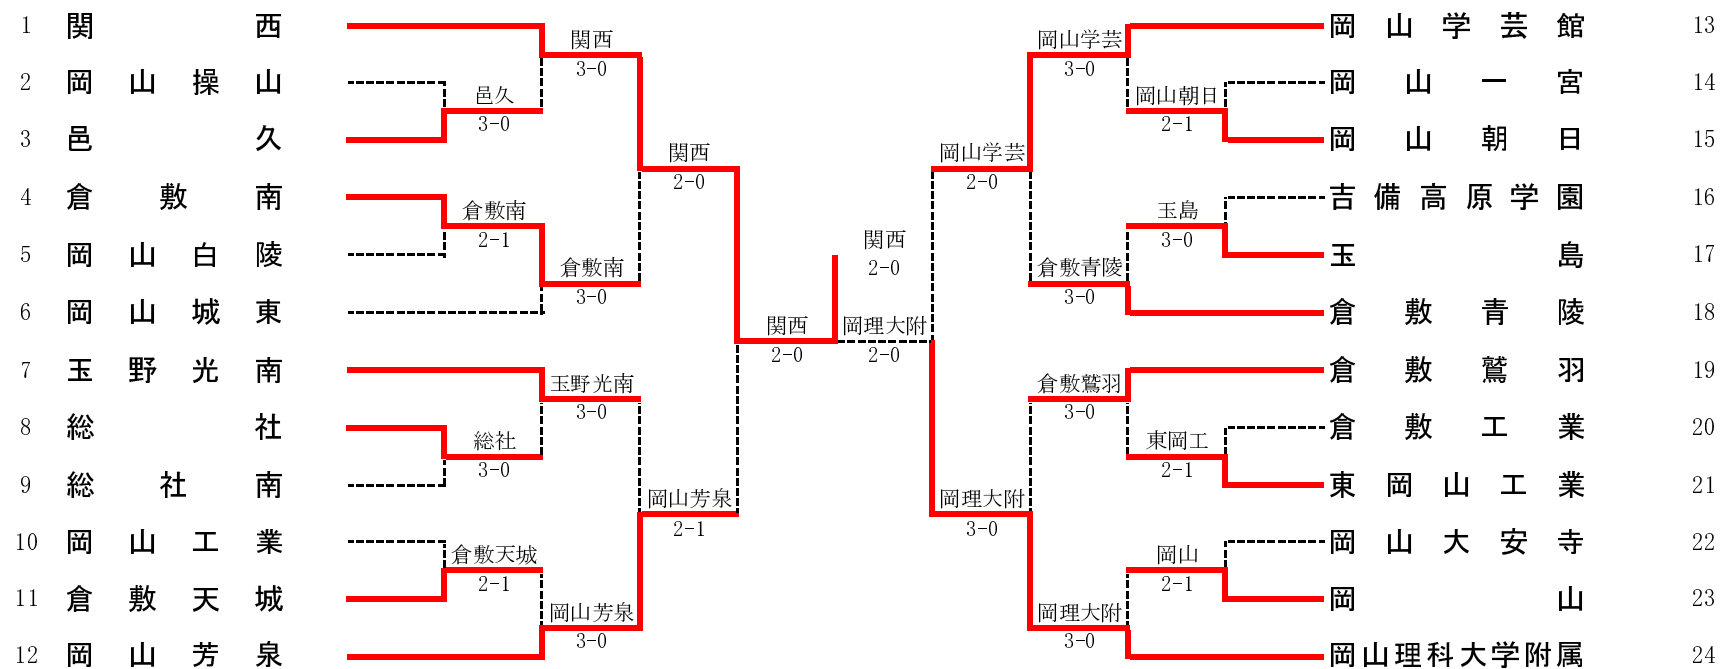 1 関西
2 岡山操山
3 邑久
4 倉敷南
5 岡山白陵
6 岡山城東
7 玉野光南
8 総社
9 総社南
10 岡山工業
11 倉敷天城
12 岡山芳泉
邑久
3-0
倉敷南
2-1
総社
3-0
倉敷天城
2-1
関西
3-0
倉敷南
3-0
玉野光南
3-0
岡山芳泉
3-0
関西
2-0
岡山芳泉
2-1
関西
2-0
関西
2-0
岡理大附
2-0
岡山学芸
2-0
岡理大附
3-0
岡山学芸
3-0
倉敷青陵
3-0
倉敷鷲羽
3-0
岡理大附
3-0
岡山朝日
2-1
玉島
3-0
東岡工
2-1
岡山
2-1
岡山学芸館 13
岡山一宮 14
岡山朝日 15
吉備高原学園 16
玉島 17
倉敷青陵 18
倉敷鷲羽 19
倉敷工業 20
東岡山工業 21
岡山大安寺 22
岡山 23
岡山理科大学附属 24